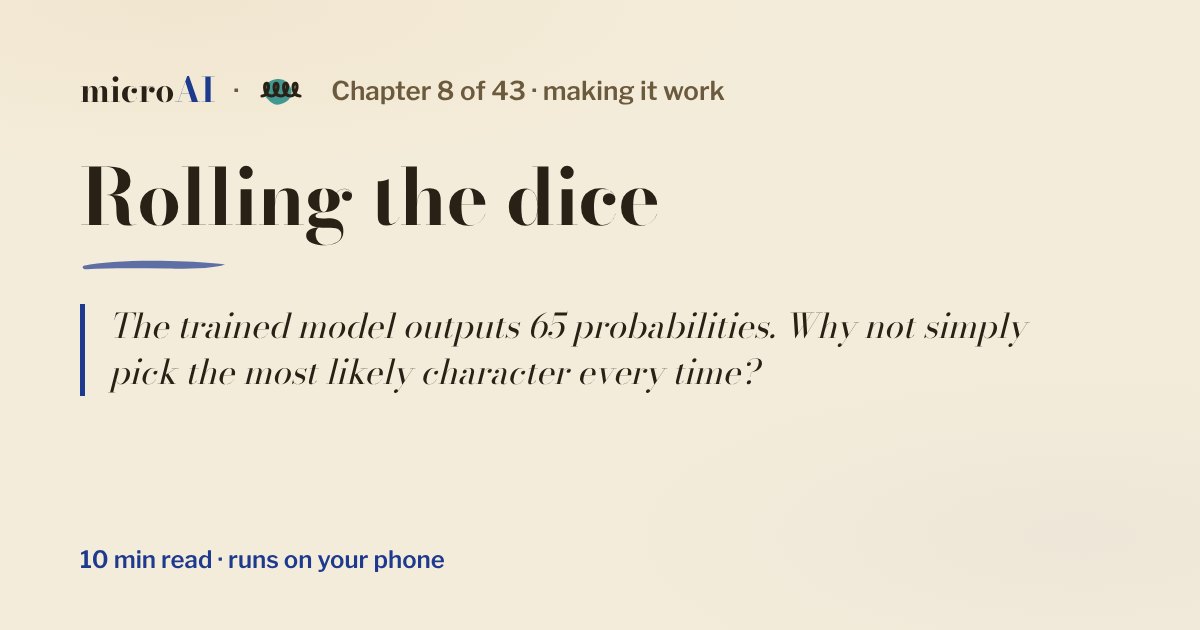 microAI · Chapter 8 of 43 · making it work
Rolling the dice
The trained model outputs 65 probabilities. Why not simply
pick the most likely character every time?
10 min read · runs on your phone